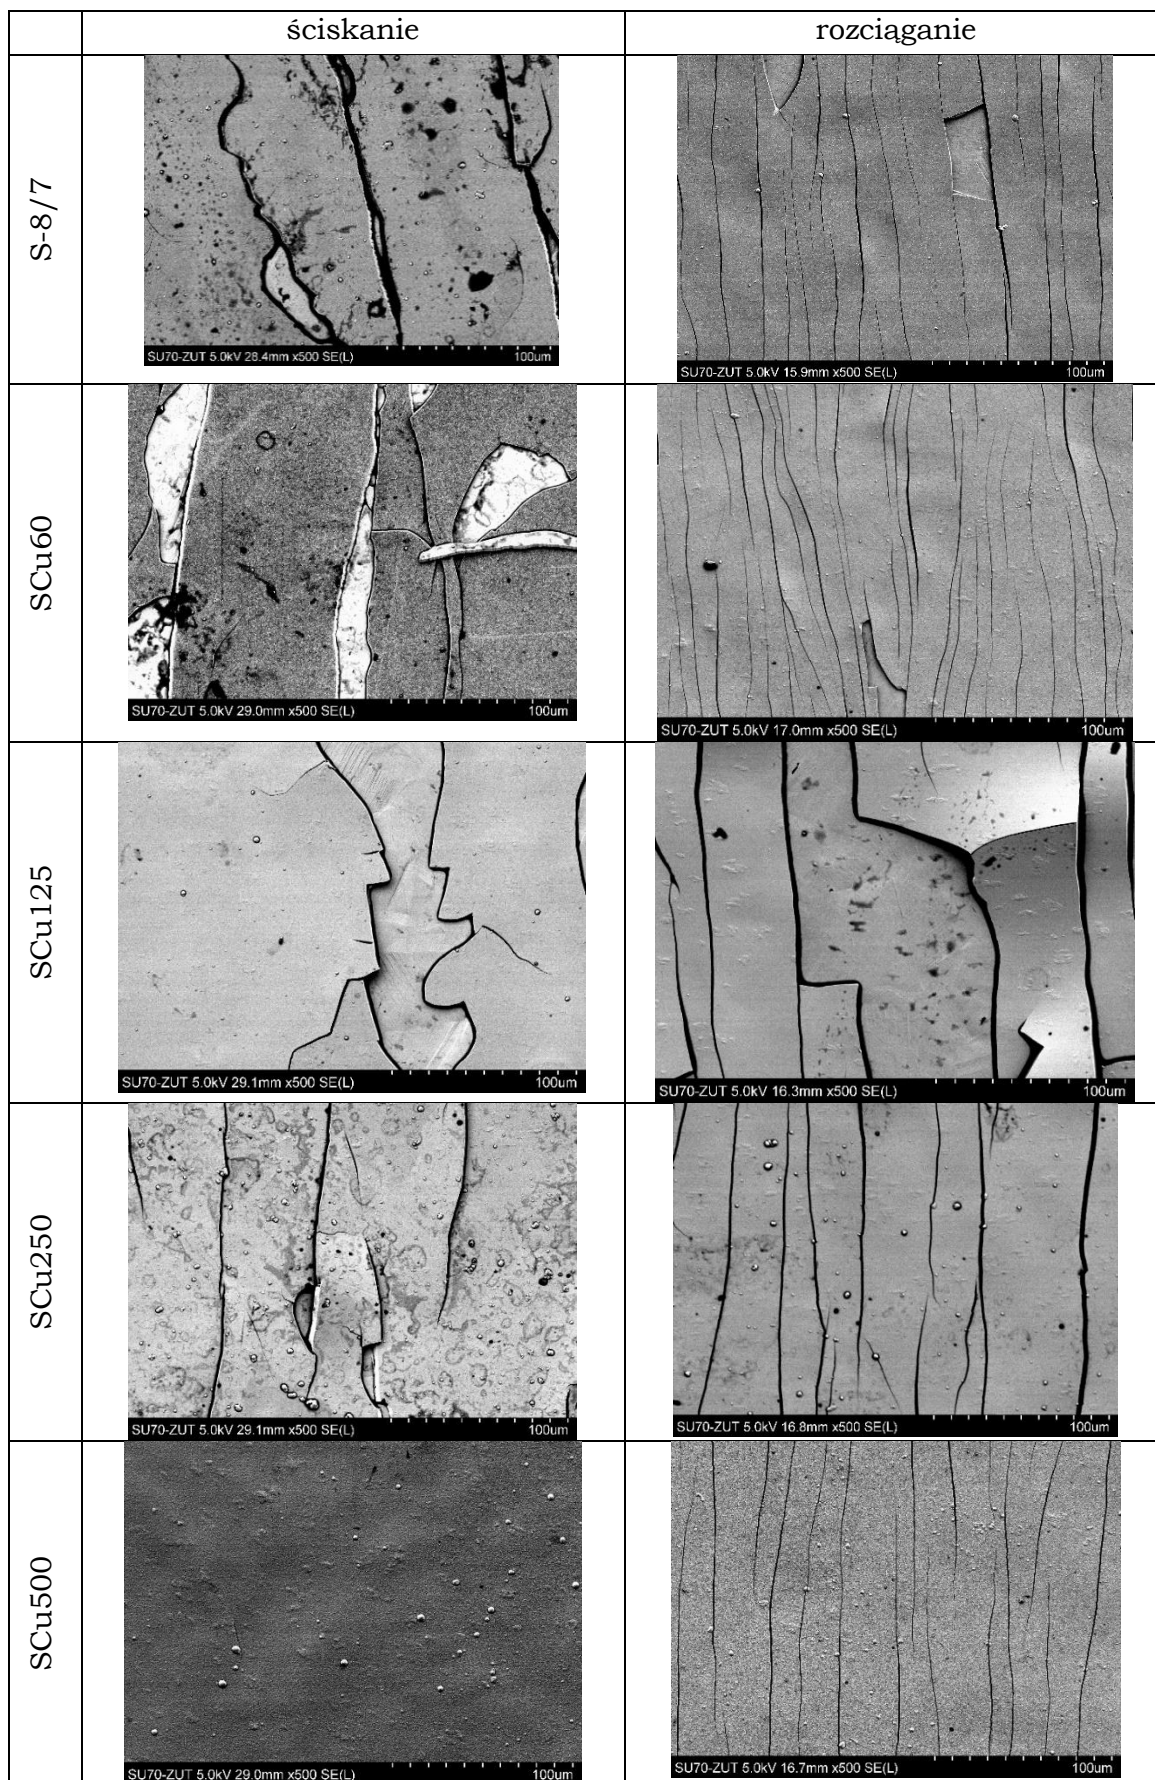 ściskanie rozciąganie
S-8/7
SU70-ZUT 5.0kV 28.4mm x500 SE(L) 100um
SU70-ZUT 5.0kV 15.9mm x500 SE(L) 100um
SCu60
SU70-ZUT 5.0kV 29.0mm x500 SE(L) 100um
SU70-ZUT 5.0kV 17.0mm x500 SE(L) 100um
SCu125
SU70-ZUT 5.0kV 29.1mm x500 SE(L) 100um
SU70-ZUT 5.0kV 16.3mm x500 SE(L) 100um
SCu250
SU70-ZUT 5.0kV 29.1mm x500 SE(L) 100um
SU70-ZUT 5.0kV 16.8mm x500 SE(L) 100um
SCu500
SU70-ZUT 5.0kV 29.0mm x500 SE(L) 100um
SU70-ZUT 5.0kV 16.7mm x500 SE(L) 100um